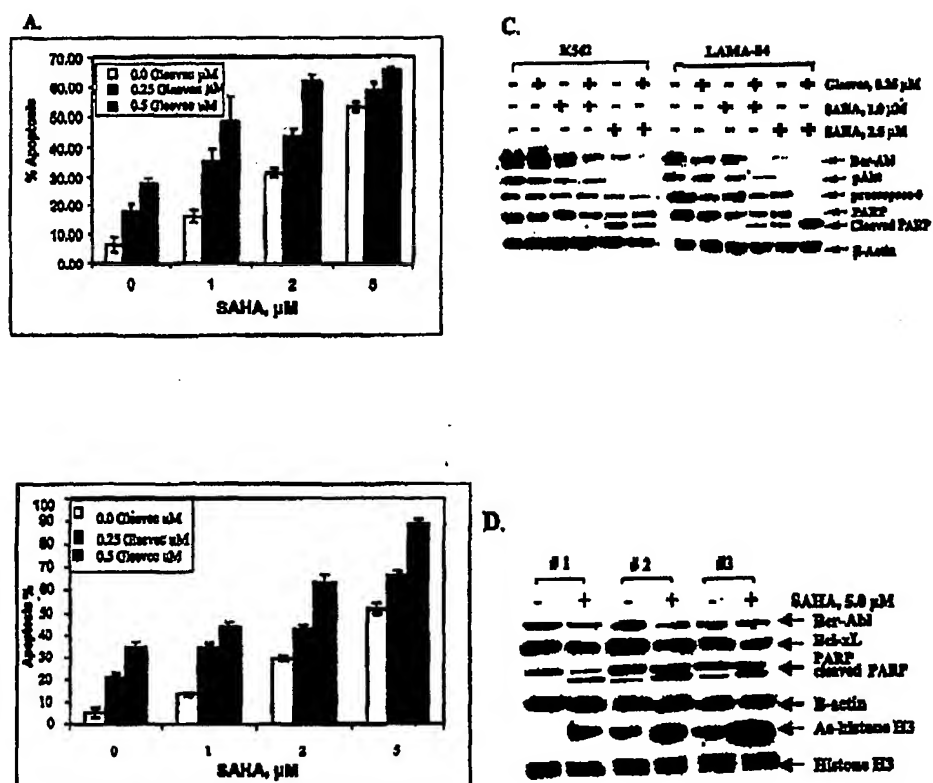 A.
70.00
60.00
50.00
40.00
30.00
20.00
10.00
0.00
% Apoptosis
0.0 Gleevec µM
0.25 Gleevec µM
0.5 Gleevec µM
0 1 2 5
SAHA, µM
C.
K562 LAMA-84
- + - + - + - + - + - +
Gleevec, 0.25 µM
- - + + - - - - + + - -
SAHA, 1.0 µM
- - - - + + - - - - + +
SAHA, 2.5 µM
Bcr-Abl
pAkt
PARP
Cleaved PARP
β-Actin
100
90
80
70
60
50
40
30
20
10
0
Apoptosis %
0.0 Gleevec uM
0.25 Gleevec uM
0.5 Gleevec uM
0 1 2 5
SAHA, µM
D.
#1 #2 #3
- + - + - +
SAHA, 5.0 µM
Bcr-Abl
Bcl-xL
PARP
cleaved PARP
B-actin
Ac-histone H3
Histone H3